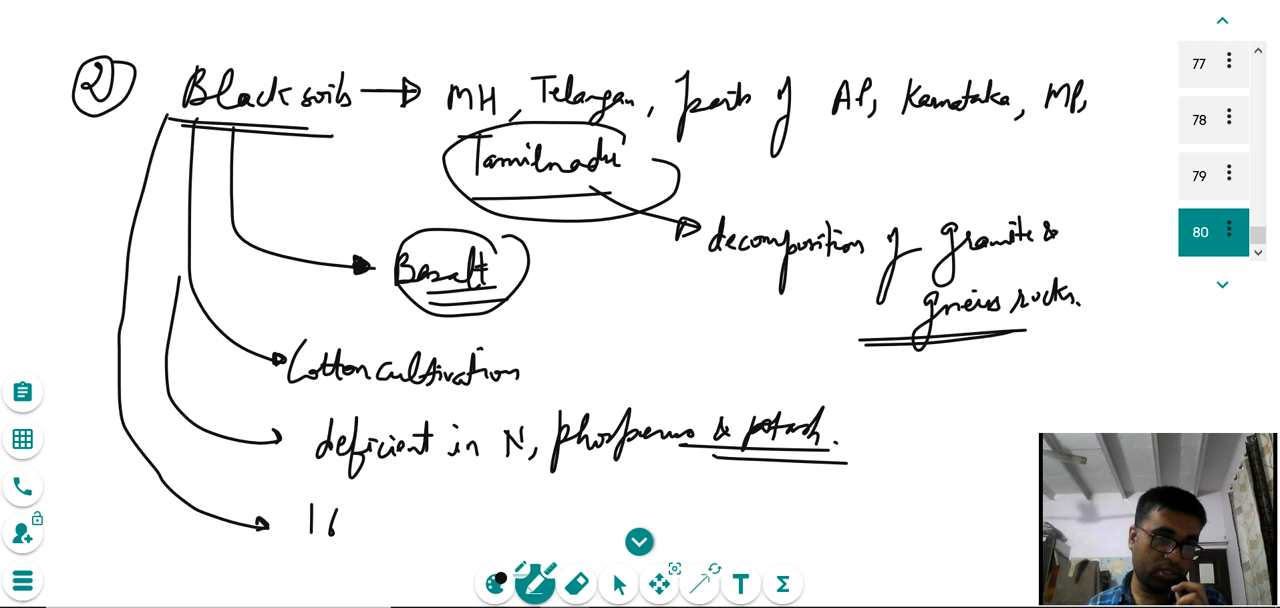 2) Black soils → MH, Telangan, parts of AP, Karnataka, MP,
Tamilnadu
decomposition of granite &
gneiss rocks.
Basalt
Cotton cultivation
deficient in N, phosperus & potash.
16
77
78
79
80
T
Σ